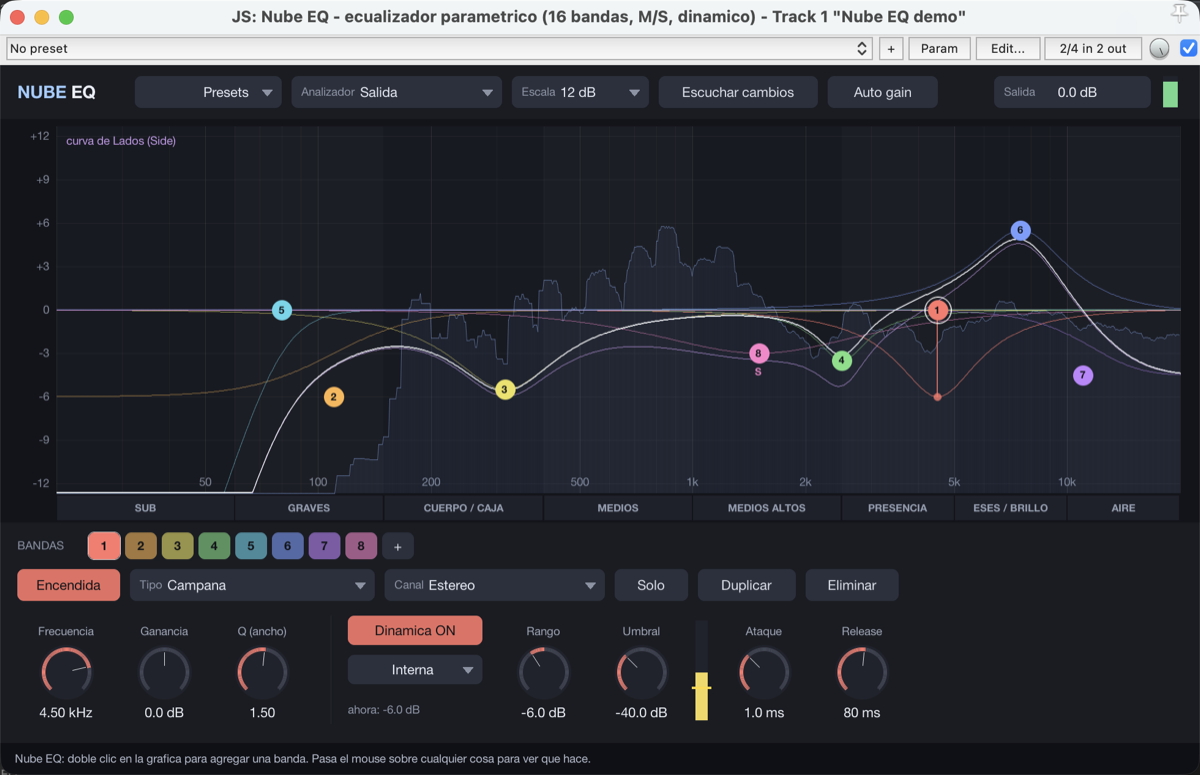 JS: Nube EQ - ecualizador parametrico (16 bandas, M/S, dinamico) - Track 1 "Nube EQ demo"
No preset
+
Param
Edit...
2/4 in 2 out
NUBE EQ
Presets
Analizador Salida
Escala 12 dB
Escuchar cambios
Auto gain
Salida 0.0 dB
+12
curva de Lados (Side)
+9
+6
+3
0
-3
-6
-9
-12
5
2
3
8
S
4
1
6
7
50 100 200 500 1k 2k 5k 10k
SUB GRAVES CUERPO / CAJA MEDIOS MEDIOS ALTOS PRESENCIA ESES / BRILLO AIRE
BANDAS 1 2 3 4 5 6 7 8 +
Encendida
Tipo Campana
Canal Estereo
Solo
Duplicar
Eliminar
Frecuencia Ganancia Q (ancho) Dinamica ON Rango Umbral Ataque Release
Interna
4.50 kHz 0.0 dB 1.50 ahora: -6.0 dB -6.0 dB -40.0 dB 1.0 ms 80 ms
Nube EQ: doble clic en la grafica para agregar una banda. Pasa el mouse sobre cualquier cosa para ver que hace.